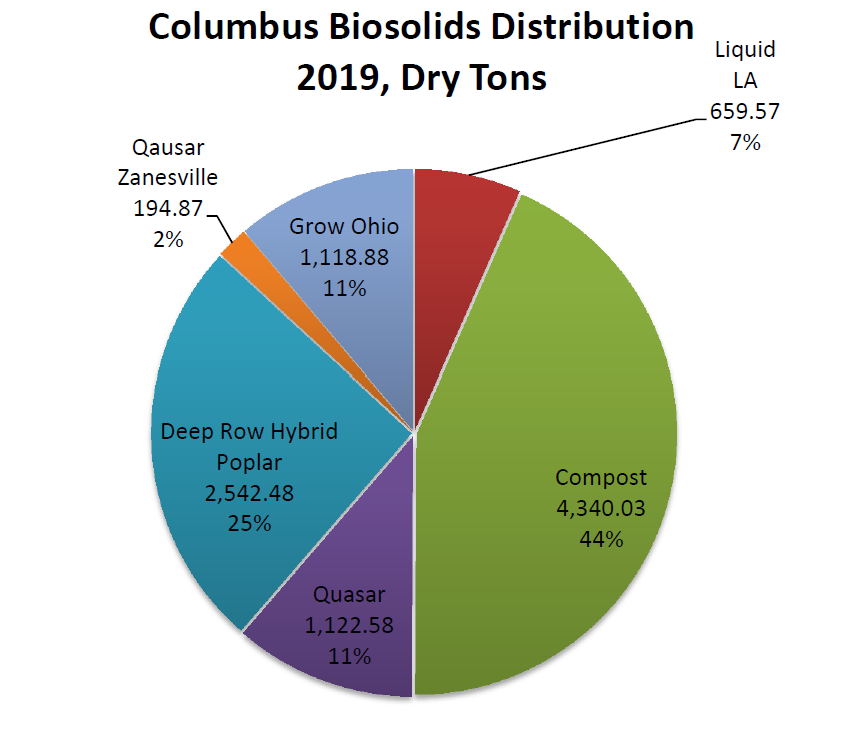 Columbus Biosolids Distribution
2019, Dry Tons
Liquid
LA
659.57
7%
Compost
4,340.03
44%
Quasar
1,122.58
11%
Deep Row Hybrid
Poplar
2,542.48
25%
Qausar
Zanesville
194.87
2%
Grow Ohio
1,118.88
11%